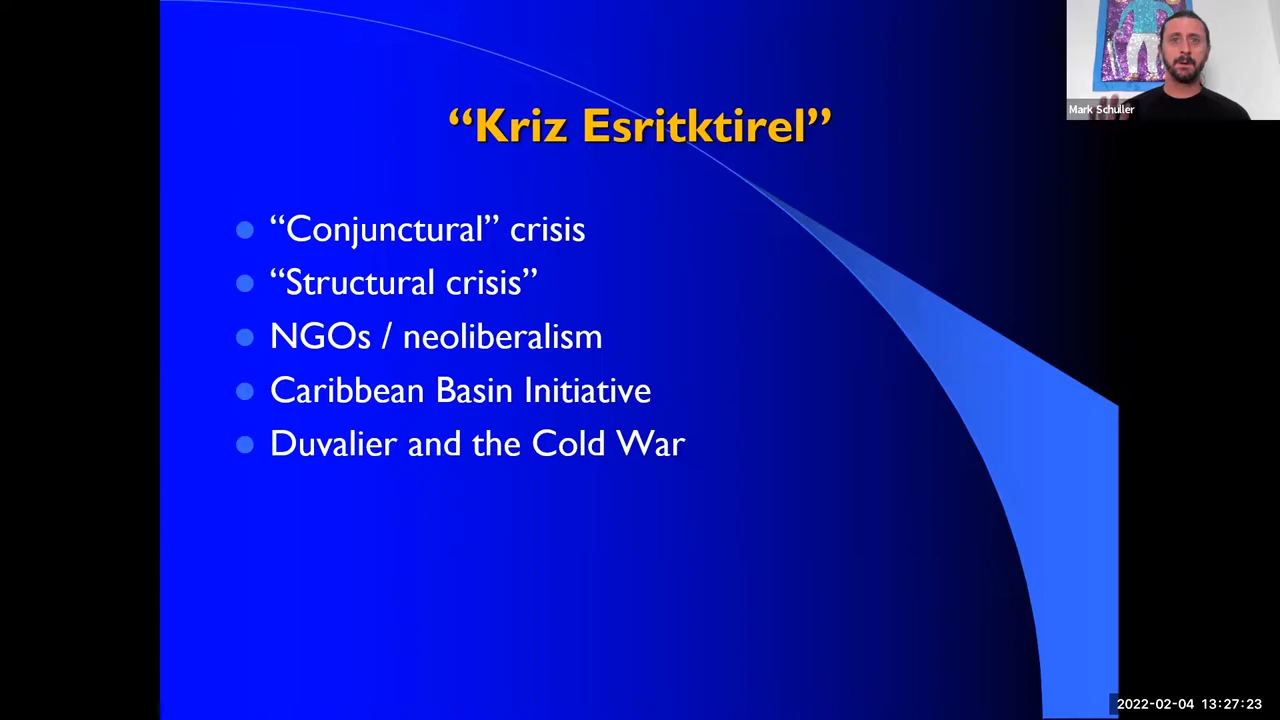 “Kriz Esritktirel”
“Conjunctural” crisis
“Structural crisis”
NGOs / neoliberalism
Caribbean Basin Initiative
Duvalier and the Cold War
Mark Schuller
2022-02-04 13:27:23